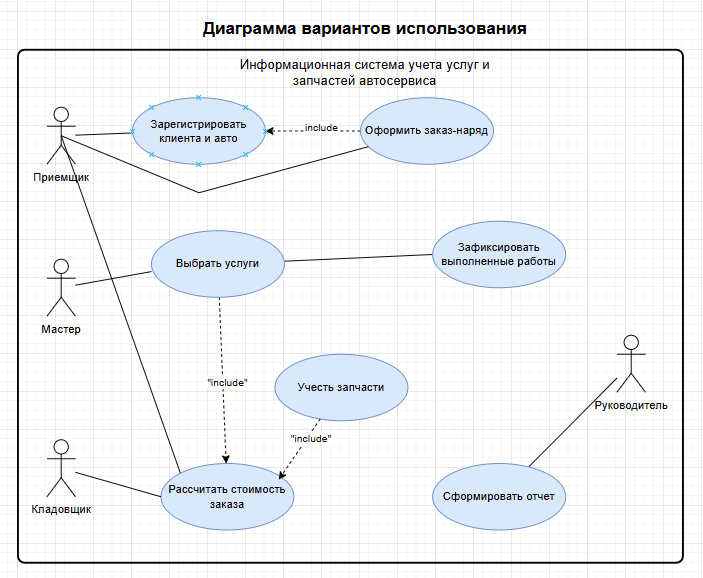 Диаграмма вариантов использования
Информационная система учета услуг и
запчастей автосервиса
Зарегистрировать
клиента и авто
include
Оформить заказ-наряд
Приемщик
Выбрать услуги
Зафиксировать
выполненные работы
Мастер
"include"
Учесть запчасти
Руководитель
"include"
Рассчитать стоимость
заказа
Сформировать отчет
Кладовщик